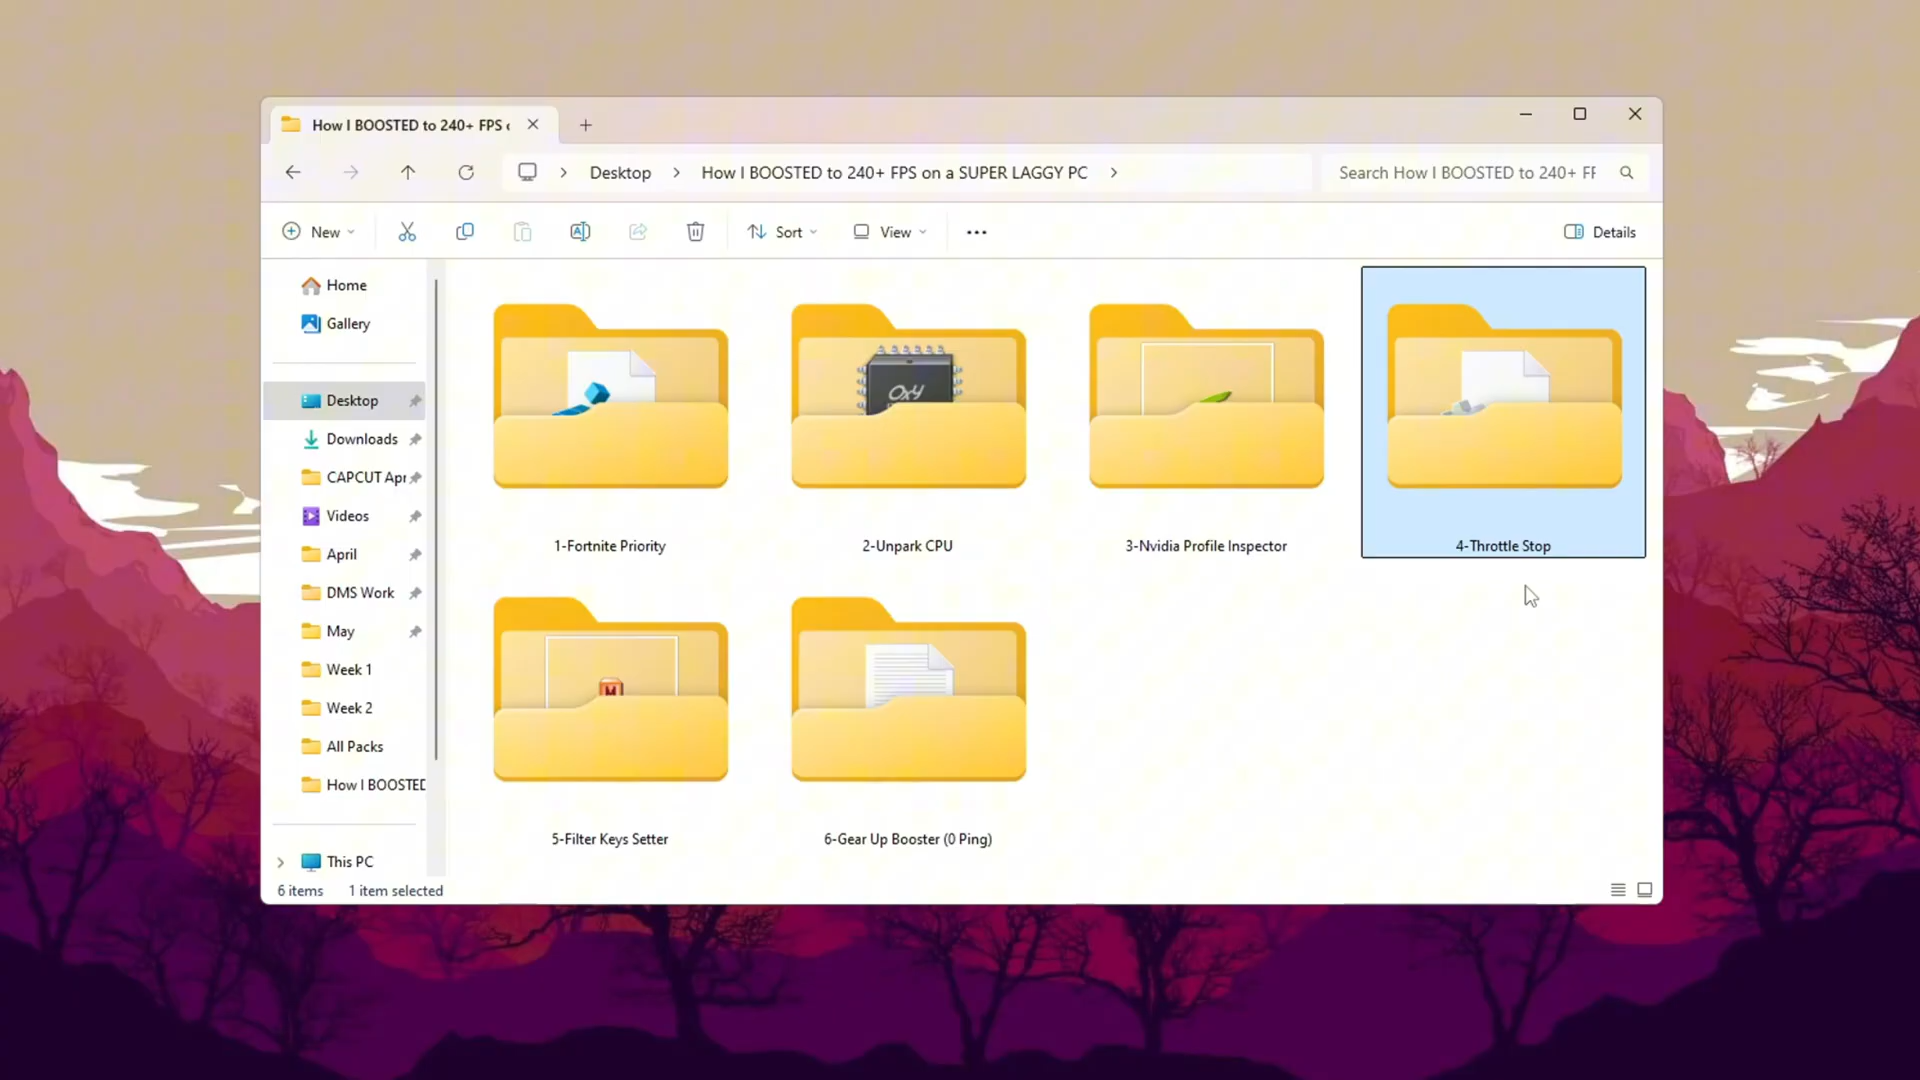 How I BOOSTED to 240+ FPS
Desktop
How I BOOSTED to 240+ FPS on a SUPER LAGGY PC
Search How I BOOSTED to 240+
New
Sort
View
Details
Home
Gallery
Desktop
Downloads
CAPCUT Apr
Videos
April
DMS Work
May
Week 1
Week 2
All Packs
How I BOOSTED
This PC
OXY
1-Fortnite Priority
2-Unpark CPU
3-Nvidia Profile Inspector
4-Throttle Stop
M
5-Filter Keys Setter
6-Gear Up Booster (0 Ping)
6 items
1 item selected